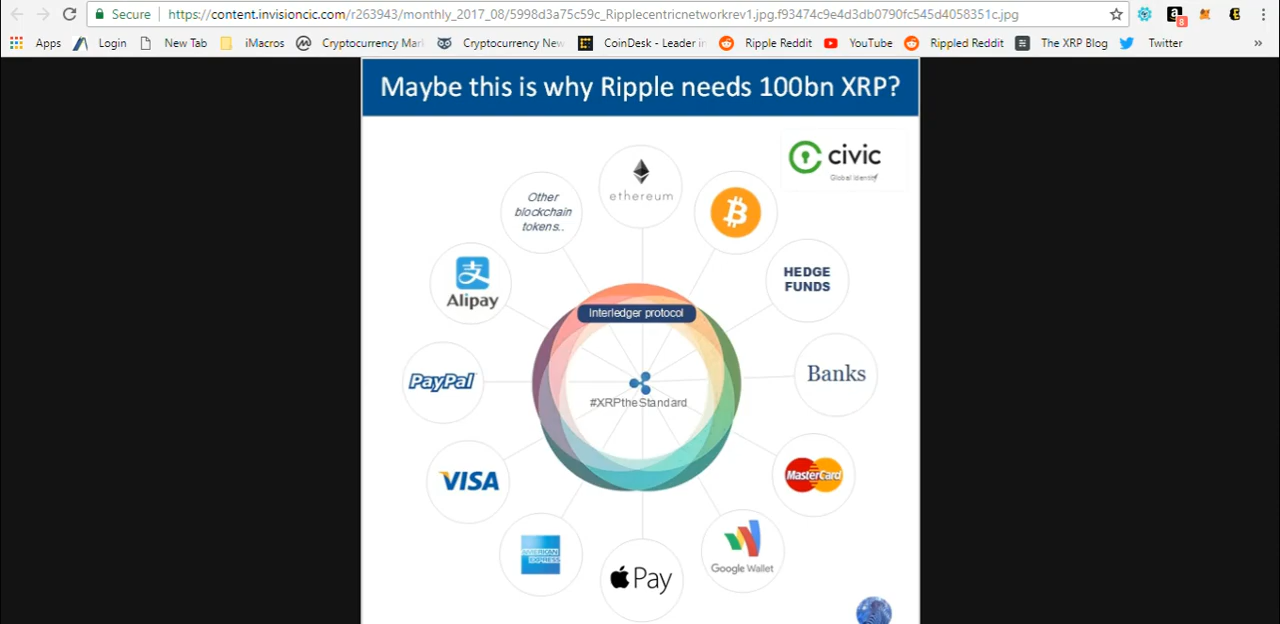 Secure
https://content.invisioncic.com/r263943/monthly_2017_08/5998d3a75c59c_Ripplecentricnetworkrev1.jpg.f93474c9e4d3db0790fc545d4058351c.jpg
8
Apps Login New Tab iMacros Cryptocurrency Mar Cryptocurrency New CoinDesk - Leader in Ripple Reddit YouTube Rippled Reddit The XRP Blog Twitter »
Maybe this is why Ripple needs 100bn XRP?
civic
Global Identity
ethereum
Other
blockchain
tokens..
HEDGE
FUNDS
Alipay
Interledger protocol
PayPal
#XRPtheStandard
Banks
VISA
MasterCard
AMERICAN
EXPRESS
Pay
Google Wallet